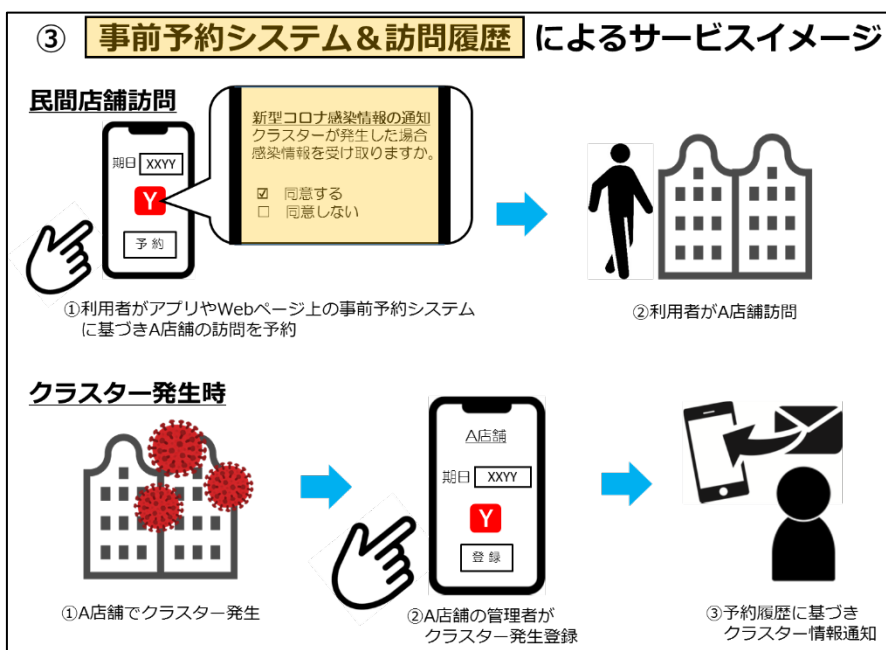 ③ 事前予約システム＆訪問履歴 によるサービスイメージ
民間店舗訪問
期日 XXYY
Y
予約
新型コロナ感染情報の通知
クラスターが発生した場合
感染情報を受け取りますか。
☑ 同意する
□ 同意しない
①利用者がアプリやWebページ上の事前予約システム
に基づきA店舗の訪問を予約
②利用者がA店舗訪問
クラスター発生時
A店舗
期日 XXYY
Y
登録
①A店舗でクラスター発生
②A店舗の管理者が
クラスター発生登録
③予約履歴に基づき
クラスター情報通知